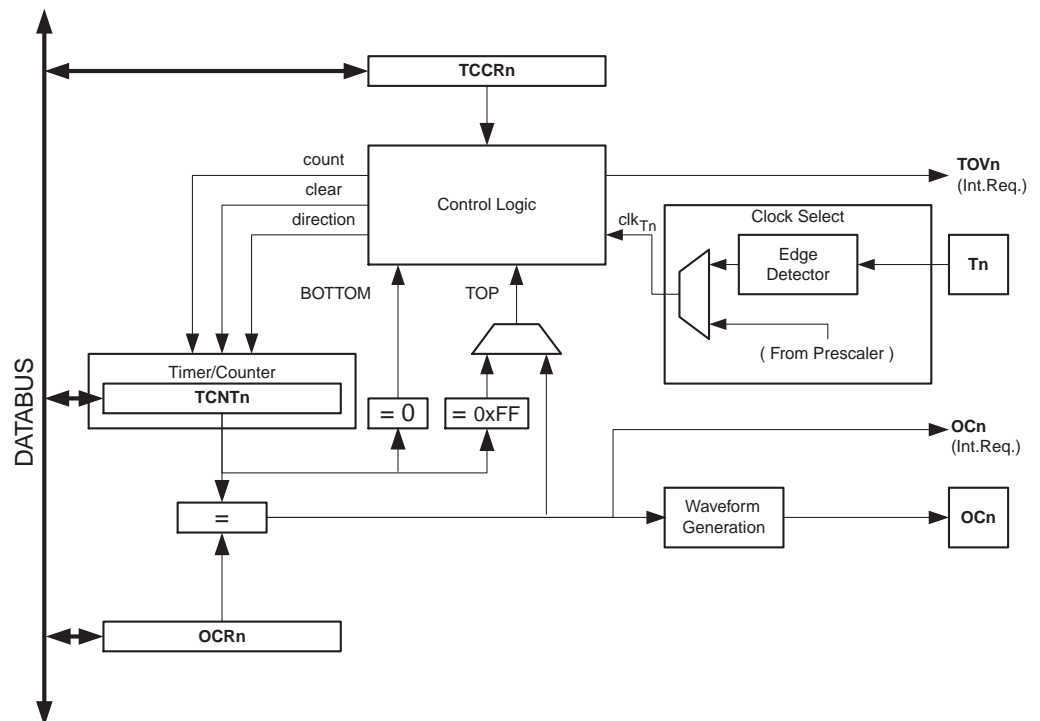 TCCRn
count
clear
direction
Control Logic
TOVn
(Int.Req.)
clkTn
Clock Select
Edge
Detector
Tn
( From Prescaler )
BOTTOM
TOP
DATABUS
Timer/Counter
TCNTn
= 0
= 0xFF
OCn
(Int.Req.)
=
Waveform
Generation
OCn
OCRn